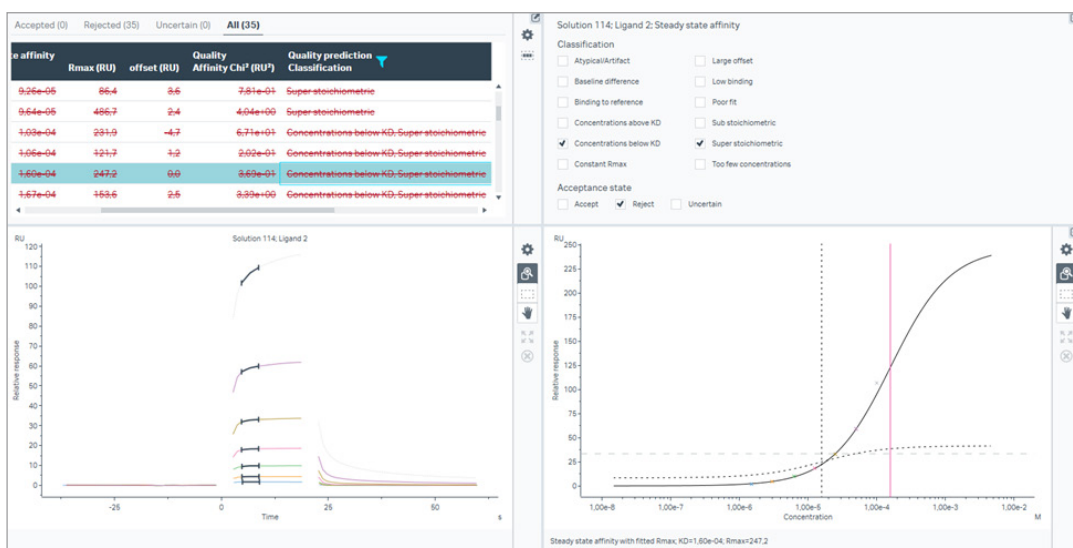 Accepted (0) Rejected (35) Uncertain (0) All (35)
te affinity Rmax (RU) offset (RU) Quality Affinity Chi² (RU²) Quality prediction Classification
9,26e-05 86,4 3,6 7,81e-01 Super stoichiometric
9,64e-05 486,7 2,4 4,04e+00 Super stoichiometric
1,03e-04 231,9 -4,7 6,71e+01 Concentrations below KD, Super stoichiometric
1,06e-04 121,7 1,2 2,02e-01 Concentrations below KD, Super stoichiometric
1,60e-04 247,2 0,0 3,69e-01 Concentrations below KD, Super stoichiometric
1,67e-04 153,6 2,5 3,39e+00 Concentrations below KD, Super stoichiometric
Solution 114; Ligand 2; Steady state affinity
Classification
Atypical/Artifact Large offset
Baseline difference Low binding
Binding to reference Poor fit
Concentrations above KD Sub stoichiometric
Concentrations below KD Super stoichiometric
Constant Rmax Too few concentrations
Acceptance state
Accept Reject Uncertain
RU
Solution 114; Ligand 2
120
110
100
90
80
70
60
50
40
30
20
10
0
Relative response
-25 0 25 50
Time s
RU
250
225
200
175
150
125
100
75
50
25
0
Relative response
1,00e-8 1,00e-7 1,00e-6 1,00e-5 1,00e-4 1,00e-3 1,00e-2
Concentration M
Steady state affinity with fitted Rmax; KD=1,60e-04; Rmax=247,2